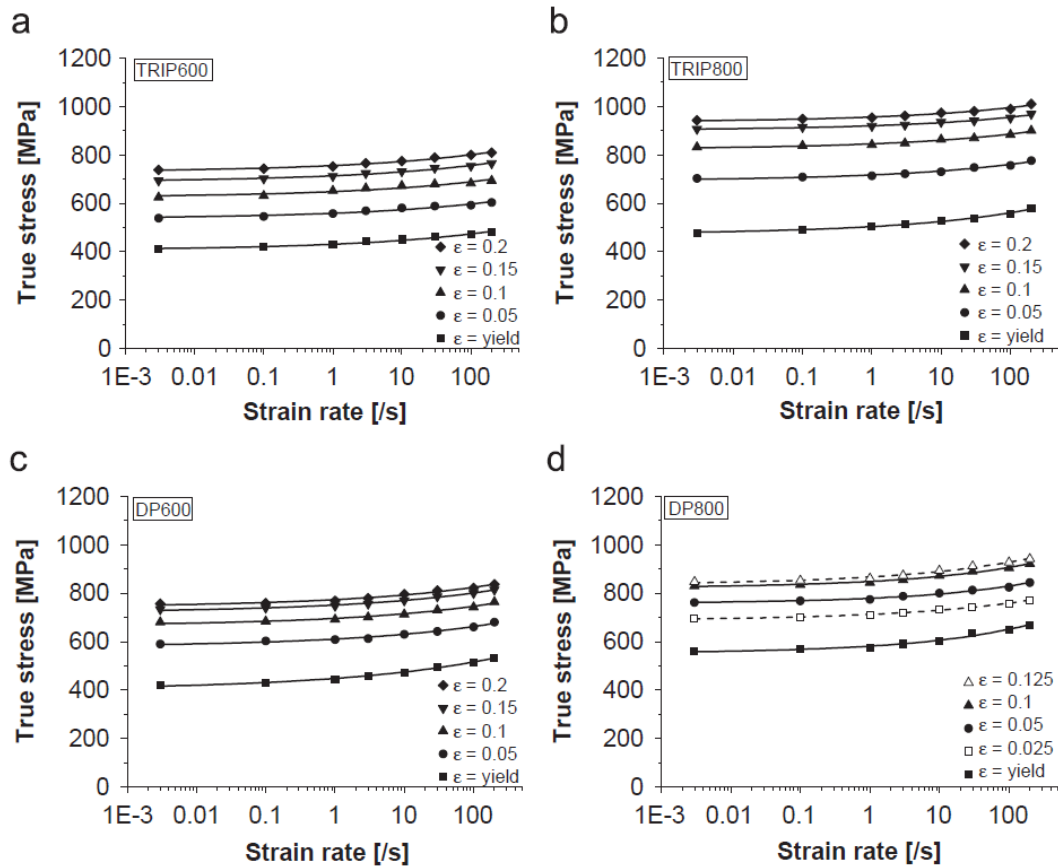 a
TRIP600
True stress [MPa]
1200
1000
800
600
400
200
0
ε = 0.2
ε = 0.15
ε = 0.1
ε = 0.05
ε = yield
1E-3 0.01 0.1 1 10 100
Strain rate [/s]
b
TRIP800
True stress [MPa]
1200
1000
800
600
400
200
0
ε = 0.2
ε = 0.15
ε = 0.1
ε = 0.05
ε = yield
1E-3 0.01 0.1 1 10 100
Strain rate [/s]
c
DP600
True stress [MPa]
1200
1000
800
600
400
200
0
ε = 0.2
ε = 0.15
ε = 0.1
ε = 0.05
ε = yield
1E-3 0.01 0.1 1 10 100
Strain rate [/s]
d
DP800
True stress [MPa]
1200
1000
800
600
400
200
0
ε = 0.125
ε = 0.1
ε = 0.05
ε = 0.025
ε = yield
1E-3 0.01 0.1 1 10 100
Strain rate [/s]